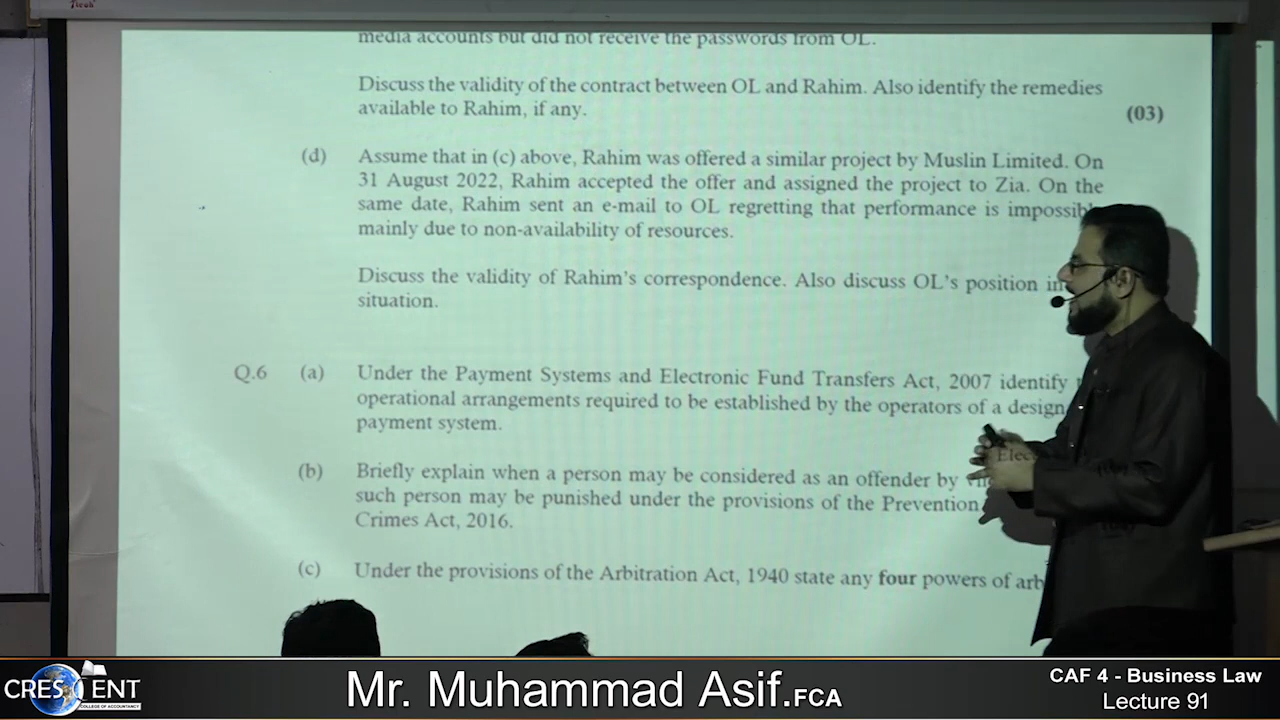 media accounts but did not receive the passwords from OL.
Discuss the validity of the contract between OL and Rahim. Also identify the remedies
available to Rahim, if any.
(03)
(d) Assume that in (c) above, Rahim was offered a similar project by Muslin Limited. On
31 August 2022, Rahim accepted the offer and assigned the project to Zia. On the
same date, Rahim sent an e-mail to OL regretting that performance is impossibl
mainly due to non-availability of resources.
Discuss the validity of Rahim's correspondence. Also discuss OL's position in
situation.
Q.6 (a) Under the Payment Systems and Electronic Fund Transfers Act, 2007 identify
operational arrangements required to be established by the operators of a design
payment system.
(b) Briefly explain when a person may be considered as an offender by Elec
such person may be punished under the provisions of the Prevention
Crimes Act, 2016.
(c) Under the provisions of the Arbitration Act, 1940 state any four powers of arb
CRESCENT
COLLEGE OF ACCOUNTANCY
Mr. Muhammad Asif.FCA
CAF 4 - Business Law
Lecture 91